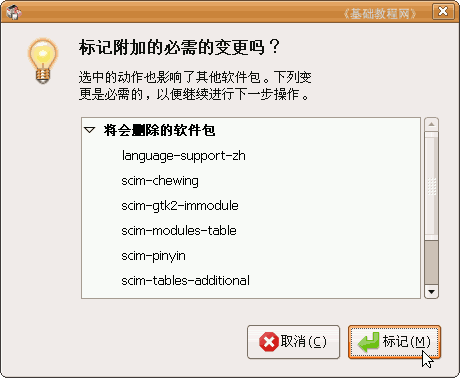 《基础教程网》
标记附加的必需的变更吗？
选中的动作也影响了其他软件包。下列变
更是必需的，以便继续进行下一步操作。
将会删除的软件包
language-support-zh
scim-chewing
scim-gtk2-immodule
scim-modules-table
scim-pinyin
scim-tables-additional
取消(C) 标记(M)